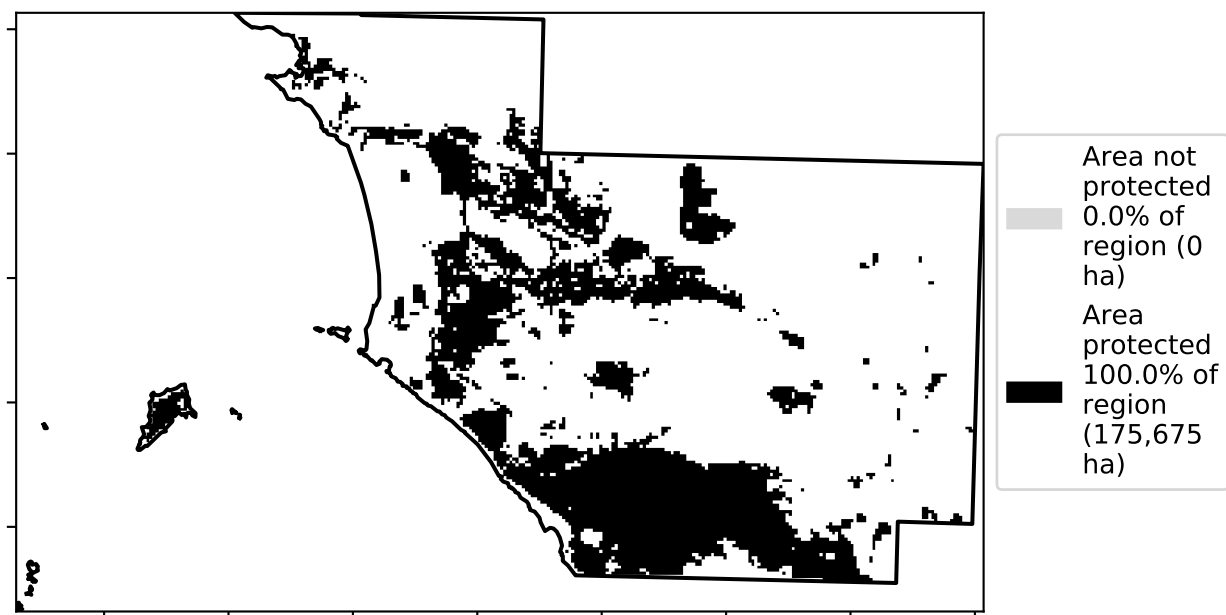 Area not
protected
0.0% of
region (0
ha)
Area
protected
100.0% of
region
(175,675
ha)